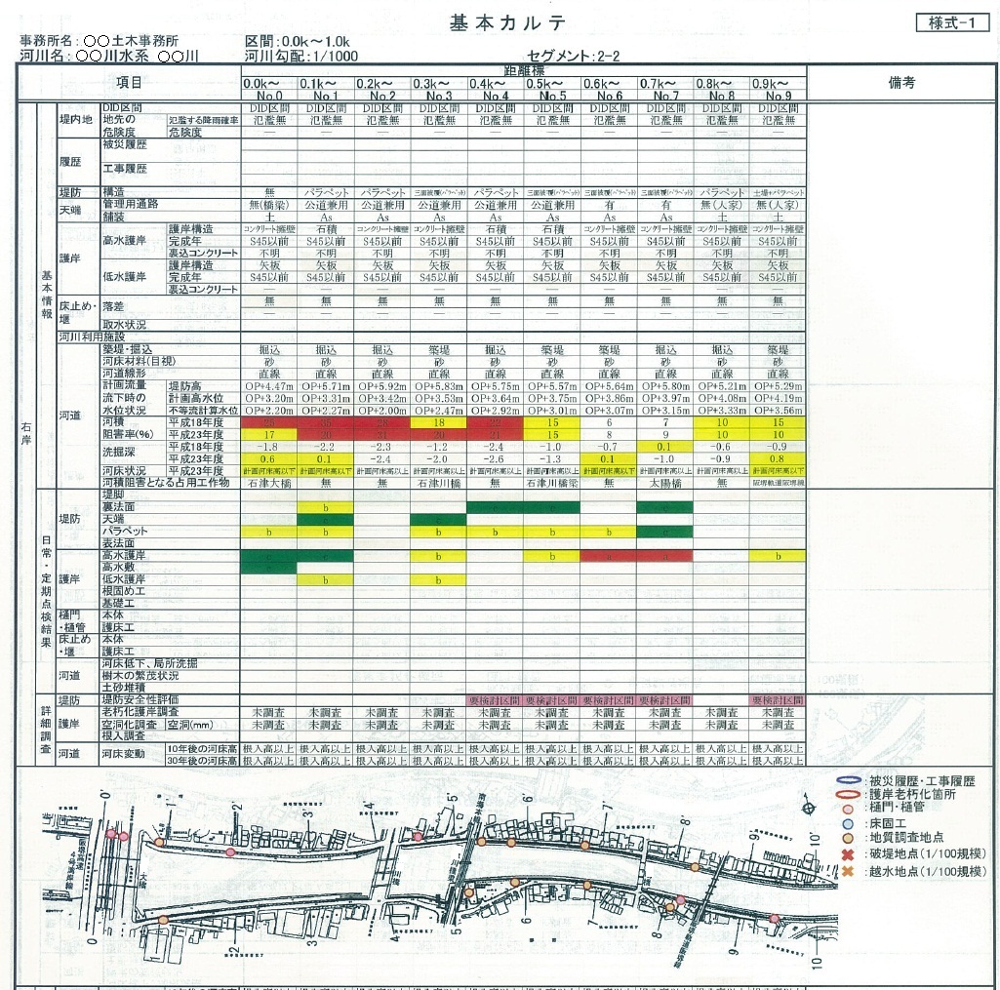 基本カルテ
様式-1
事務所名：〇〇土木事務所 区間：0.0k～1.0k
河川名：〇〇川水系 〇〇川 河川勾配：1/1000 セグメント：2-2
項目 距離標 備考
0.0k～ 0.1k～ 0.2k～ 0.3k～ 0.4k～ 0.5k～ 0.6k～ 0.7k～ 0.8k～ 0.9k～
No.0 No.1 No.2 No.3 No.4 No.5 No.6 No.7 No.8 No.9
右岸
基本情報
堤内地 DID区間 DID区間 DID区間 DID区間 DID区間 DID区間 DID区間 DID区間 DID区間 DID区間 DID区間
地先の危険度 氾濫する降雨確率 氾濫無 氾濫無 氾濫無 氾濫無 氾濫無 氾濫無 氾濫無 氾濫無 氾濫無 氾濫無
危険度 － － － － － － － － － －
履歴 被災履歴
工事履歴
堤防 構造 無 パラペット パラペット 三面被覆(パラペット) パラペット 三面被覆(パラペット) 三面被覆(パラペット) 三面被覆(パラペット) パラペット 土堤+パラペット
天端 管理用通路 無(橋梁) 公道兼用 公道兼用 公道兼用 公道兼用 公道兼用 有 有 無(人家) 無(人家)
舗装 土 As As As As As As As 土 土
護岸 高水護岸 護岸構造 コンクリート擁壁 石積 コンクリート擁壁 コンクリート擁壁 石積 石積 コンクリート擁壁 コンクリート擁壁 コンクリート擁壁 コンクリート擁壁
完成年 S45以前 S45以前 S45以前 S45以前 S45以前 S45以前 S45以前 S45以前 S45以前 S45以前
裏込コンクリート 不明 不明 不明 不明 不明 不明 不明 不明 不明 不明
低水護岸 護岸構造 矢板 矢板 矢板 矢板 矢板 矢板 矢板 矢板 矢板 矢板
完成年 S45以前 S45以前 S45以前 S45以前 S45以前 S45以前 S45以前 S45以前 S45以前 S45以前
裏込コンクリート － － － － － － － － － －
床止め・堰 落差 無 無 無 無 無 無 無 無 無 無
－ － － － － － － － － －
取水状況
河川利用施設
河道 築堤・掘込 掘込 掘込 掘込 築堤 掘込 築堤 築堤 掘込 掘込 築堤
河床材料(目視) 砂 砂 砂 砂 砂 砂 砂 砂 砂 砂
河道線形 直線 直線 直線 直線 直線 直線 直線 直線 直線 直線
計画流量流下時の水位状況 堤防高 OP+4.47m OP+5.71m OP+5.92m OP+5.83m OP+5.75m OP+5.57m OP+5.64m OP+5.80m OP+5.21m OP+5.29m
計画高水位 OP+3.20m OP+3.31m OP+3.42m OP+3.53m OP+3.64m OP+3.75m OP+3.86m OP+3.97m OP+4.08m OP+4.19m
不等流計算水位 OP+2.20m OP+2.27m OP+2.00m OP+2.47m OP+2.92m OP+3.01m OP+3.07m OP+3.15m OP+3.33m OP+3.56m
河積阻害率(%) 平成18年度 18 15 6 7 10 15
平成23年度 17 15 8 9 10 10
洗掘深 平成18年度 -1.8 -2.2 -2.3 -1.2 -2.4 -1.0 -0.7 0.1 -0.6 -0.9
平成23年度 0.6 0.1 -2.4 -2.0 -2.6 -1.3 0.1 -1.0 -0.9 0.8
河床状況 平成23年度 計画河床高以下 計画河床高以下 計画河床高以上 計画河床高以上 計画河床高以上 計画河床高以上 計画河床高以下 計画河床高以上 計画河床高以上 計画河床高以下
河積阻害となる占用工作物 石津大橋 無 無 石津川橋 無 石津川橋梁 無 太陽橋 無 阪堺軌道阪堺線
日常・定期点検結果
堤防 堤脚
裏法面 b
天端
パラペット b b b b b b
表法面
護岸 高水護岸 b b b
高水敷
低水護岸 b b
根固め工
基礎工
樋門・樋管 本体
護床工
床止め・堰 本体
護床工
河道 河床低下、局所洗掘
樹木の繁茂状況
土砂堆積
詳細調査
堤防 堤防安全性評価 要検討区間 要検討区間 要検討区間 要検討区間 要検討区間
護岸 老朽化護岸調査 未調査 未調査 未調査 未調査 未調査 未調査 未調査 未調査 未調査 未調査
空洞化調査 空洞(mm) 未調査 未調査 未調査 未調査 未調査 未調査 未調査 未調査 未調査 未調査
根入調査
河道 河床変動 10年後の河床高 根入高以上 根入高以上 根入高以上 根入高以上 根入高以上 根入高以上 根入高以上 根入高以上 根入高以上 根入高以上
30年後の河床高 根入高以上 根入高以上 根入高以上 根入高以上 根入高以上 根入高以上 根入高以上 根入高以上 根入高以上 根入高以上
：被災履歴・工事履歴
：護岸老朽化箇所
：樋門・樋管
：床固工
：地質調査地点
：破堤地点(1/100規模)
：越水地点(1/100規模)
0' 1' 2' 3' 4' 5' 6' 7' 8' 9' 10'
南海本線
大橋
0 2 3 4 5 6 7 8 9 10